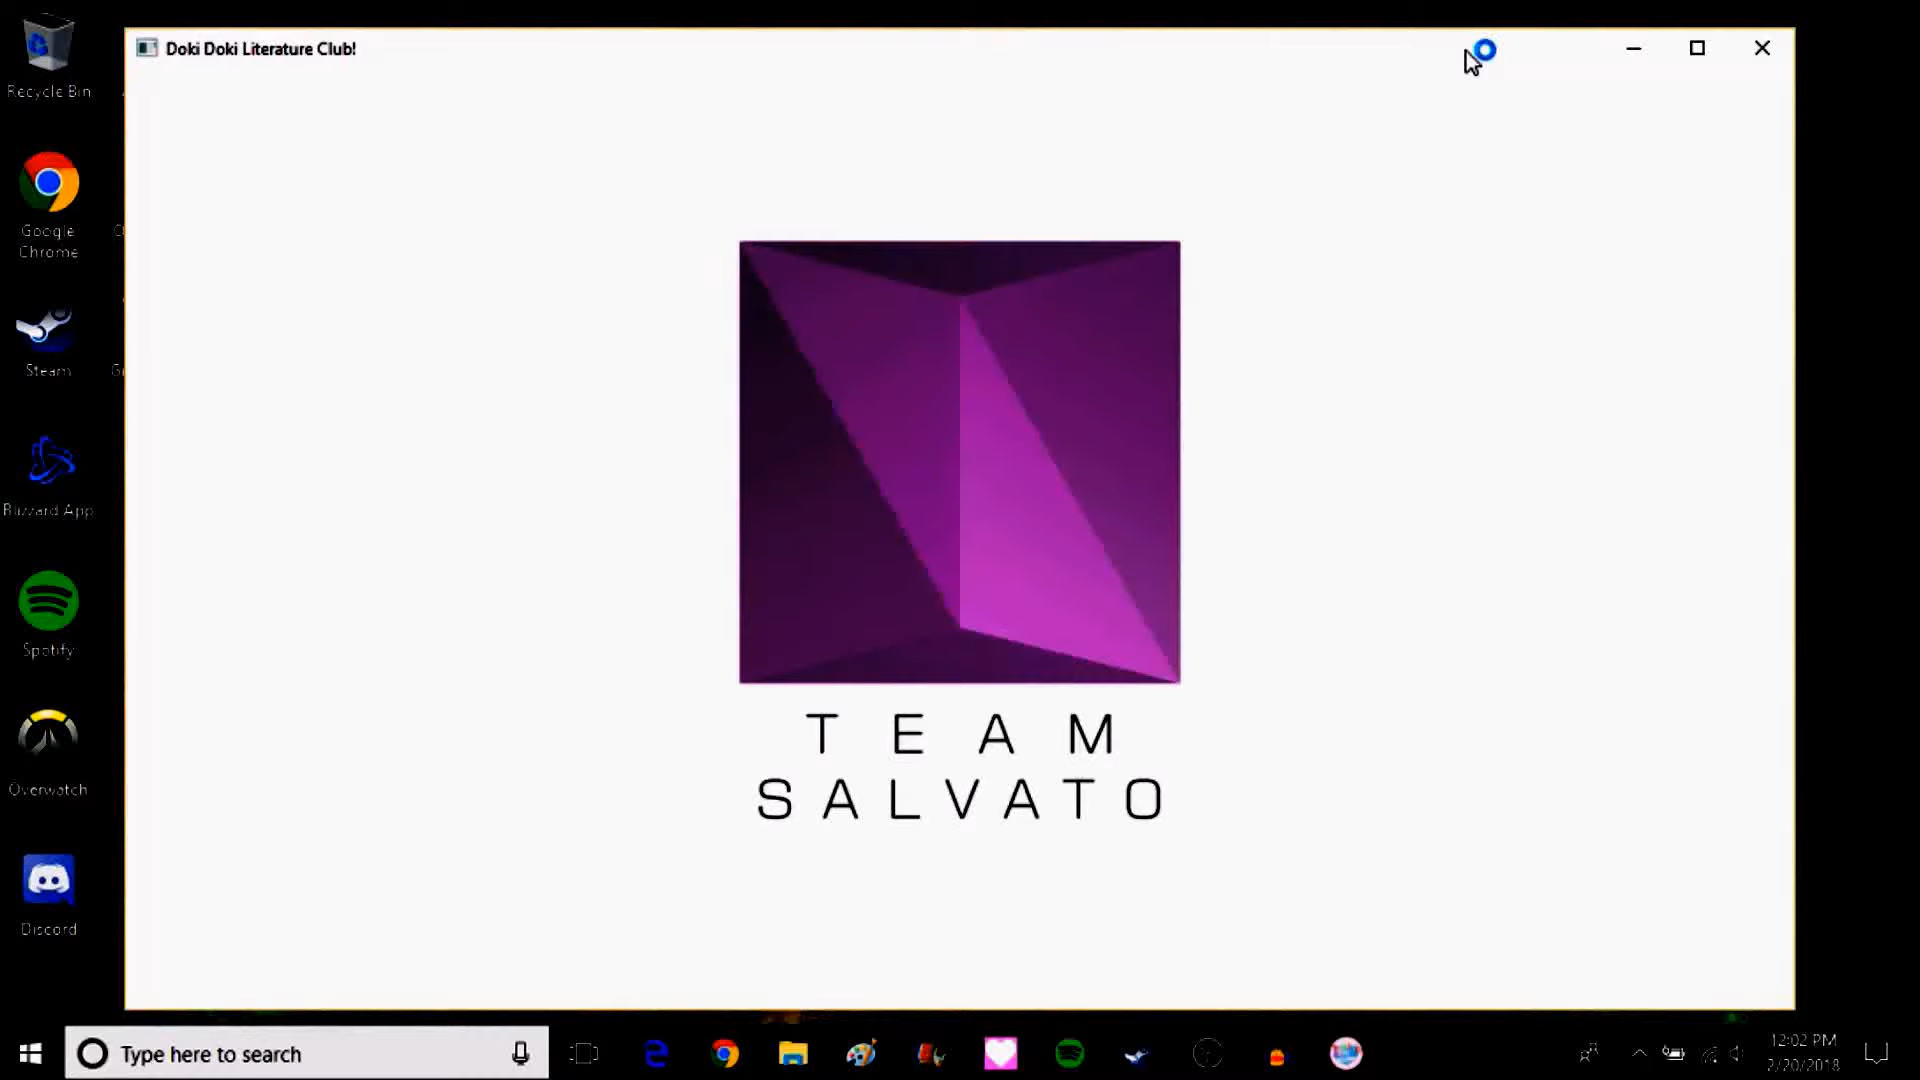 Doki Doki Literature Club!
Recycle Bin
Google
Chrome
Steam
Blizzard App
Spotify
Overwatch
Discord
TEAM
SALVATO
Type here to search
12:02 PM
2/20/2018